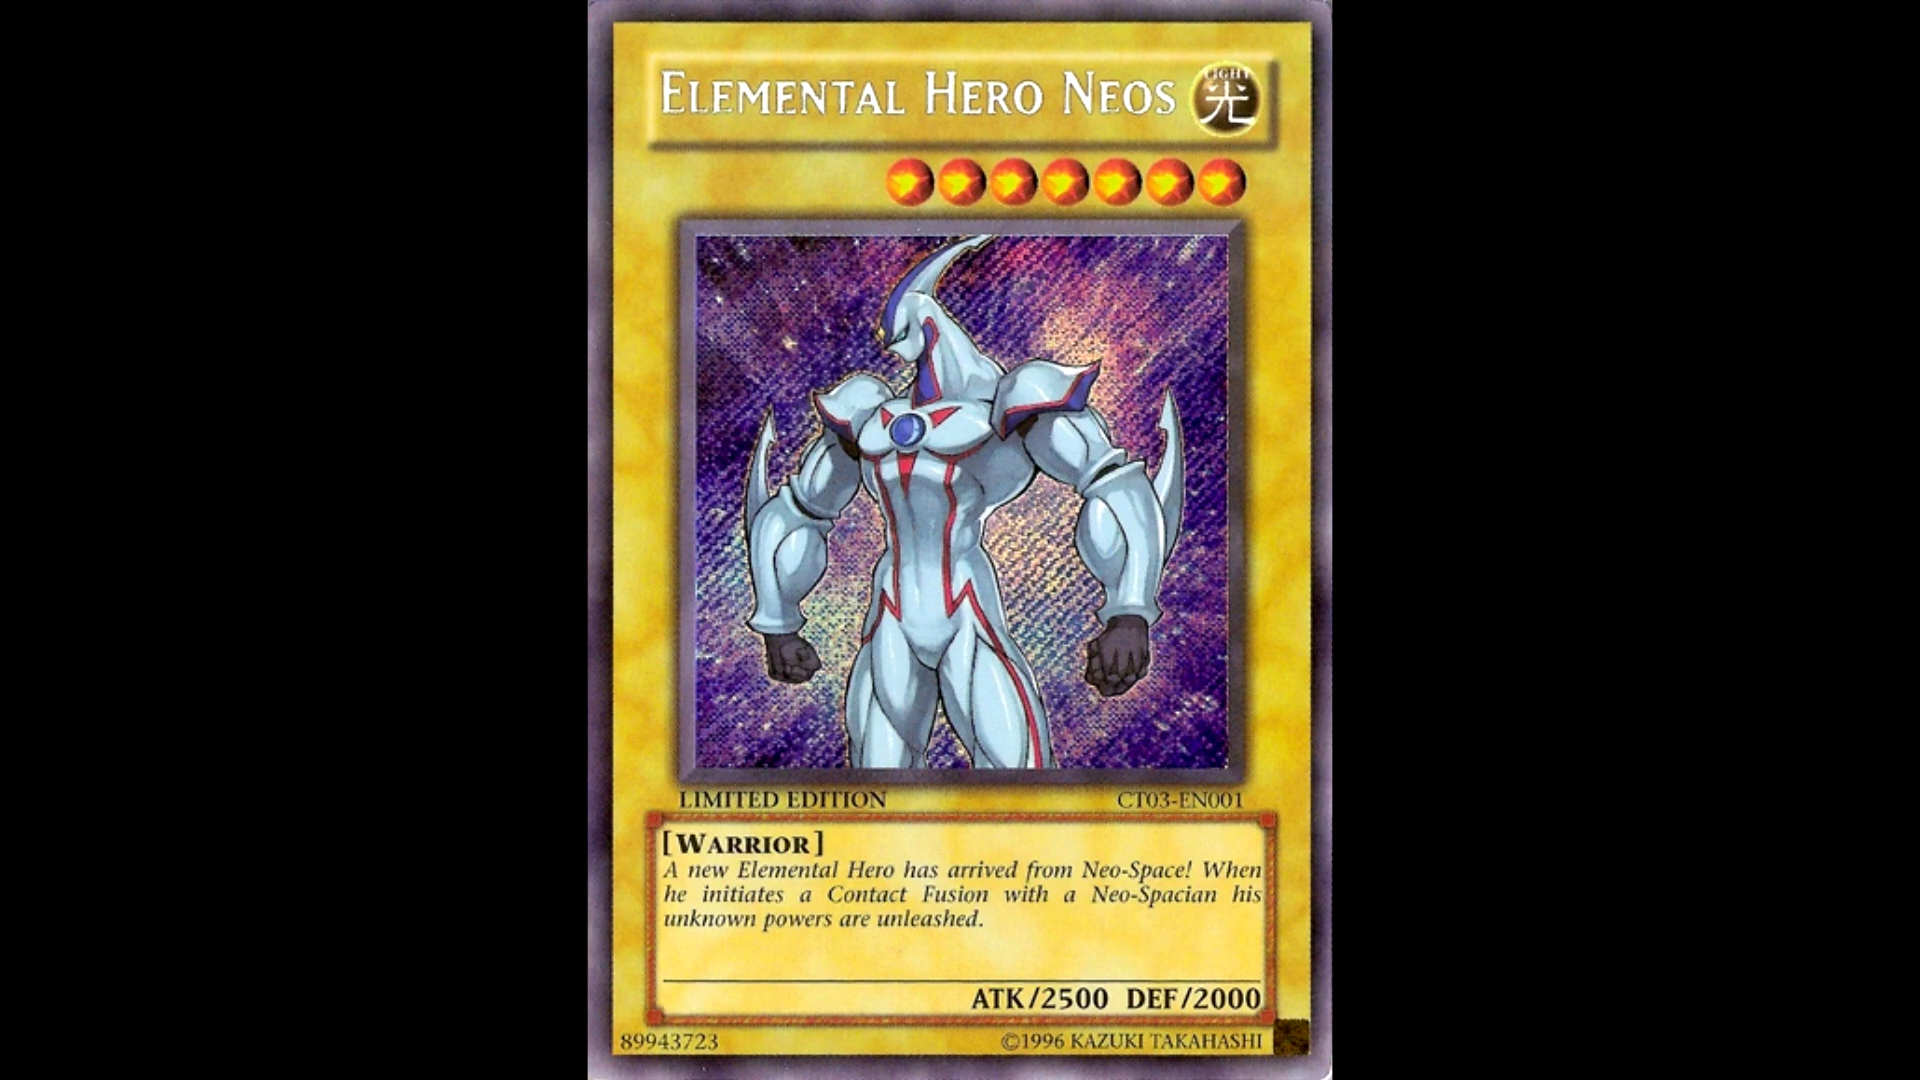 Elemental Hero Neos
LIGHT
光
LIMITED EDITION
CT03-EN001
[WARRIOR]
A new Elemental Hero has arrived from Neo-Space! When
he initiates a Contact Fusion with a Neo-Spacian his
unknown powers are unleashed.
ATK/2500 DEF/2000
89943723
©1996 KAZUKI TAKAHASHI